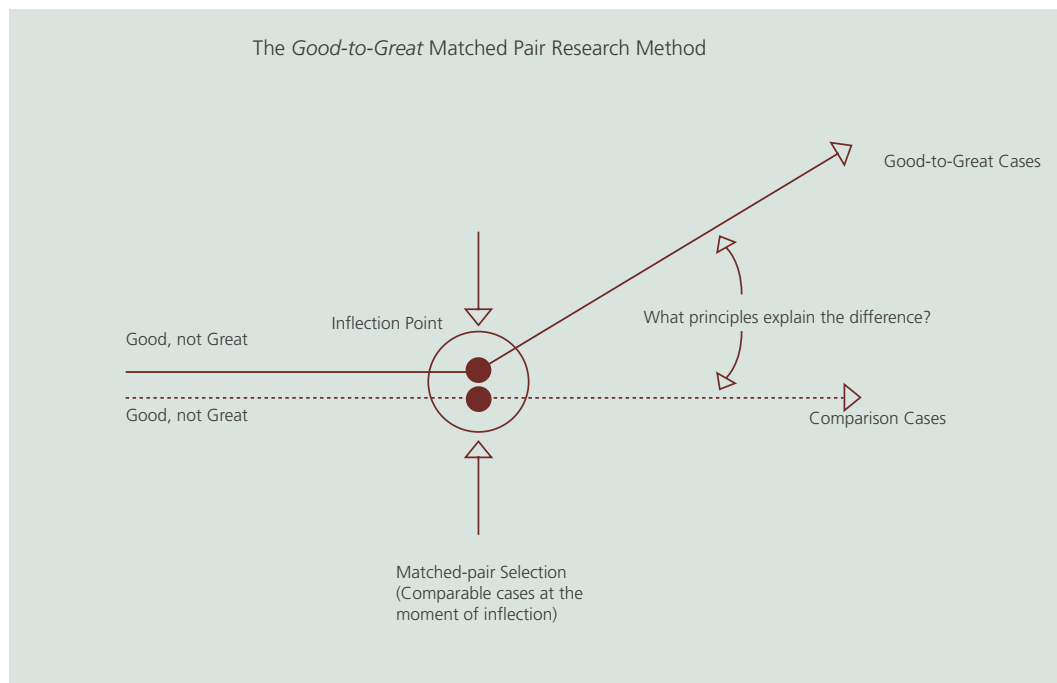 The Good-to-Great Matched Pair Research Method
Good-to-Great Cases
What principles explain the difference?
Inflection Point
Good, not Great
Good, not Great
Comparison Cases
Matched-pair Selection
(Comparable cases at the
moment of inflection)